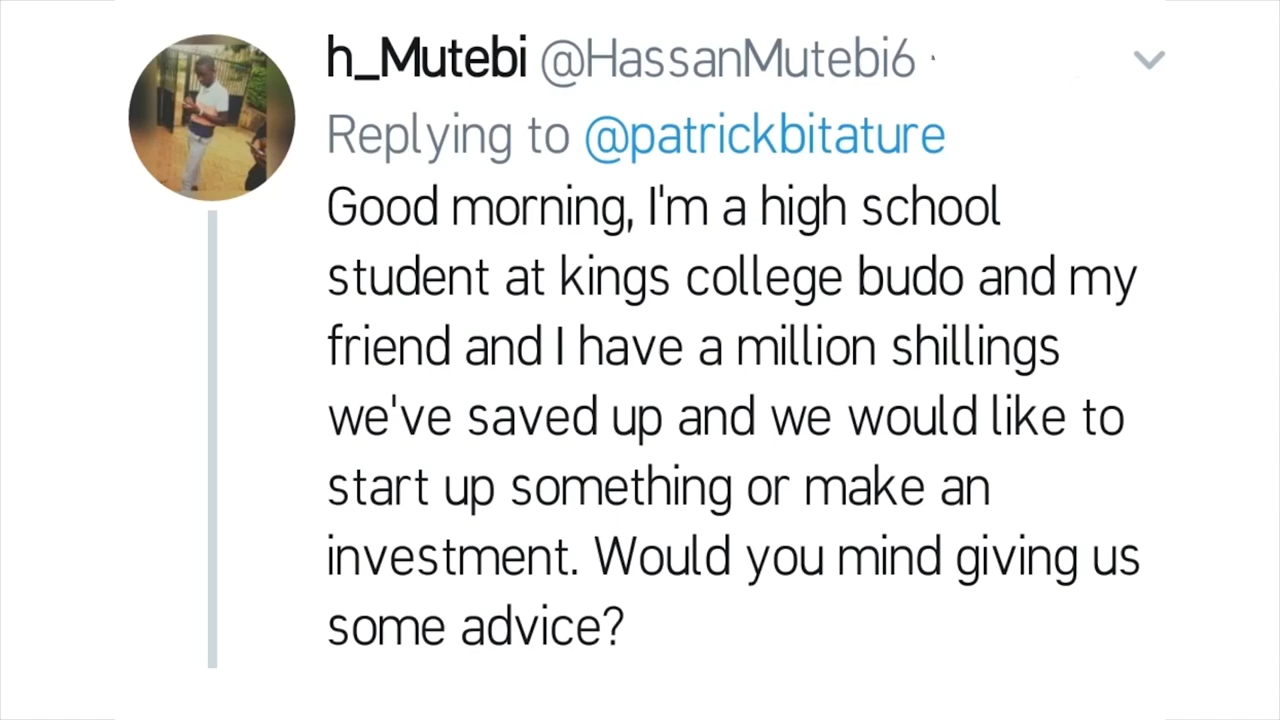 h_Mutebi @HassanMutebi6 ·
Replying to @patrickbitature
Good morning, I'm a high school
student at kings college budo and my
friend and I have a million shillings
we've saved up and we would like to
start up something or make an
investment. Would you mind giving us
some advice?